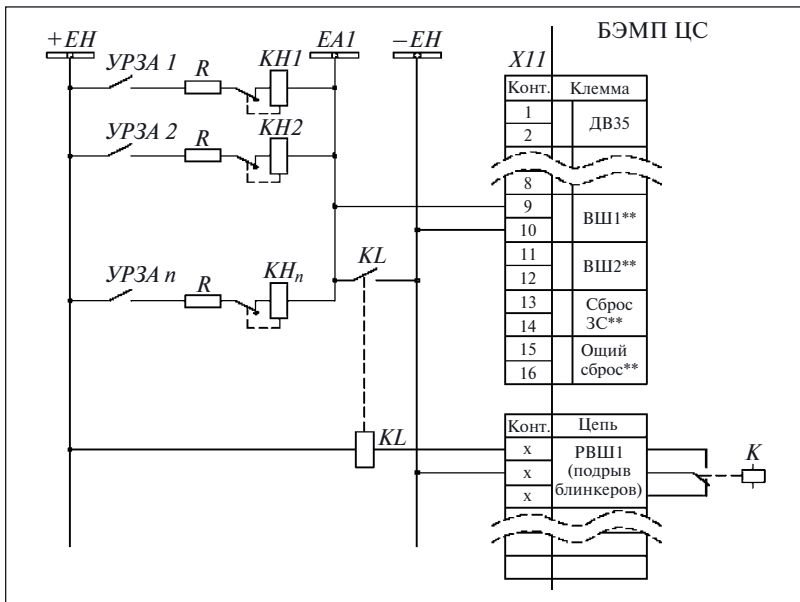 БЭМП ЦС
+EH
EA1
–EH
X11
УРЗА 1
R
KH1
УРЗА 2
R
KH2
УРЗА n
R
KHn
KL
KL
Конт.
Клемма
1
2
ДВ35
8
9
10
ВШ1**
11
12
ВШ2**
13
14
Сброс
ЗС**
15
16
Ощий
сброс**
Конт.
Цепь
x
x
x
РВШ1
(подрыв
блинкеров)
K